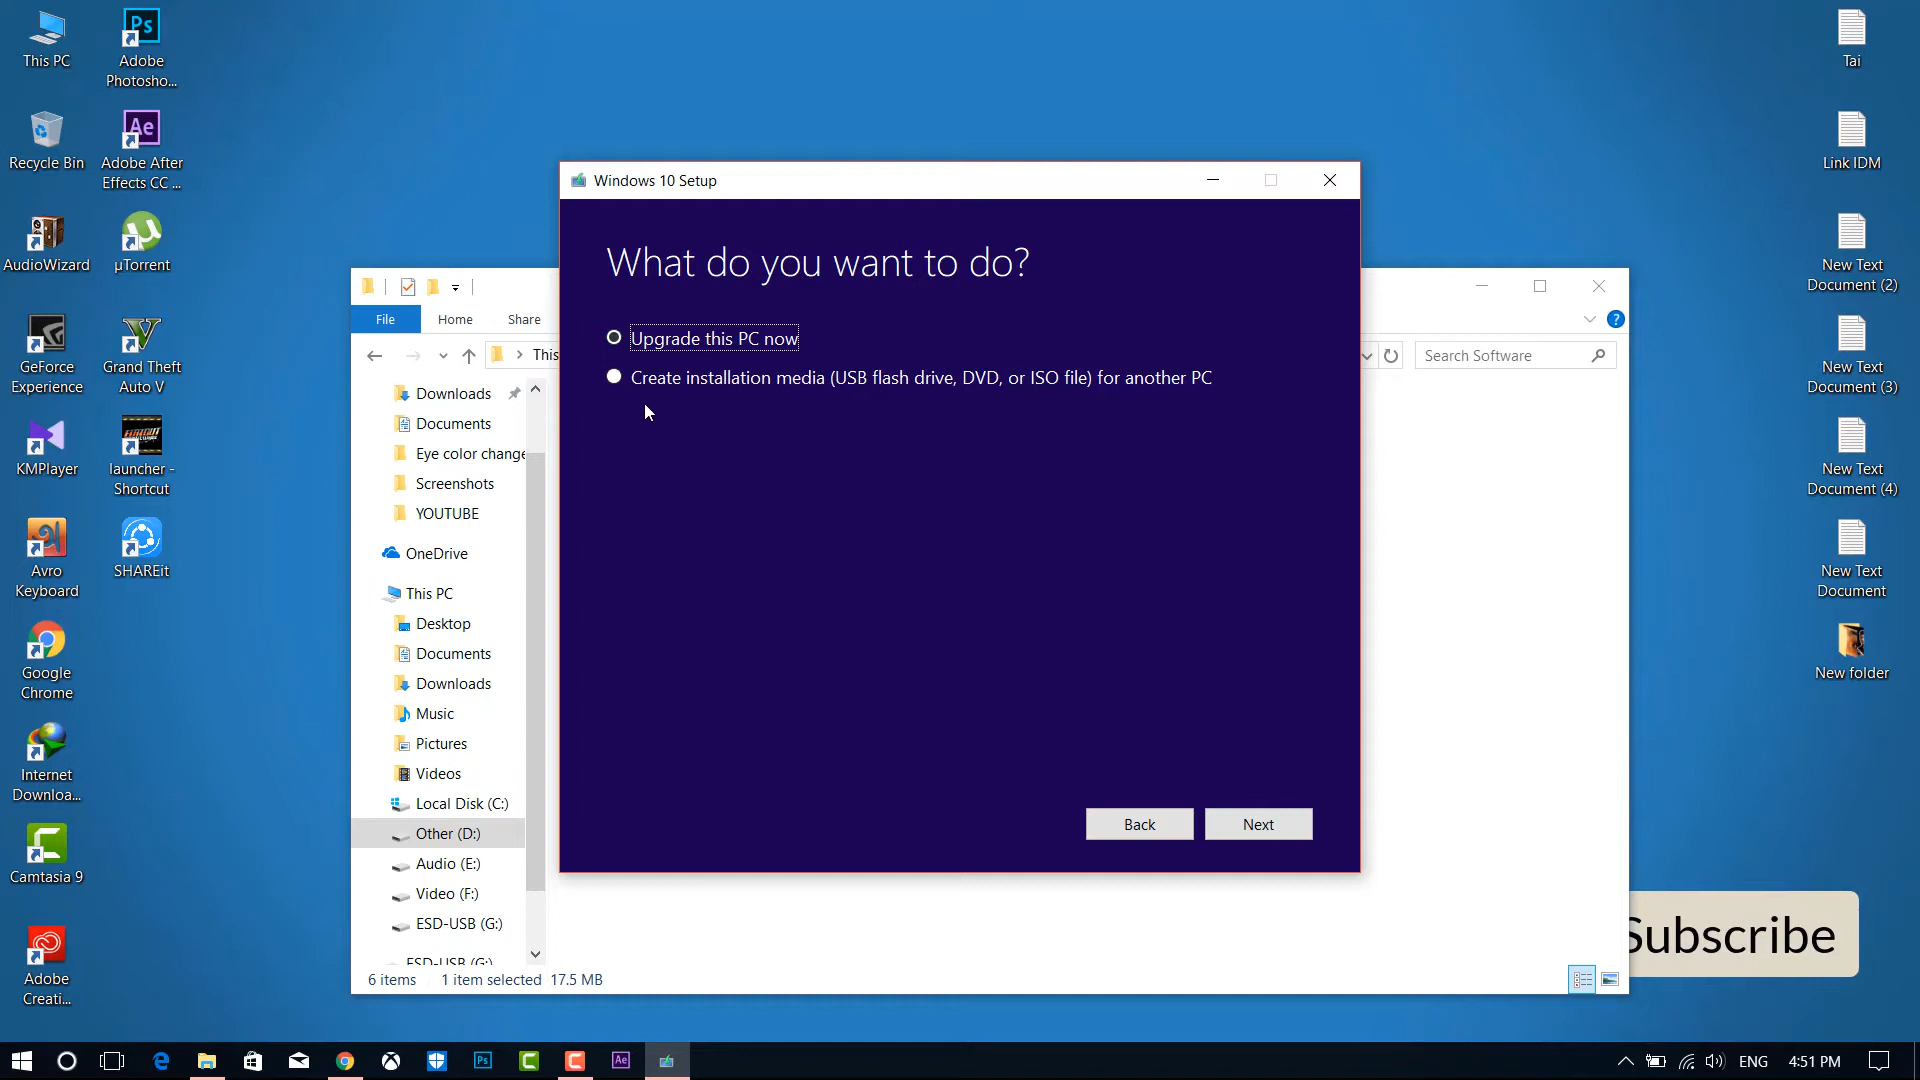 This PC
Adobe
Photosho...
Recycle Bin
Adobe After
Effects CC ...
AudioWizard
µTorrent
GeForce
Experience
Grand Theft
Auto V
KMPlayer
launcher -
Shortcut
Avro
Keyboard
SHAREit
Google
Chrome
Internet
Downloa...
Camtasia 9
Adobe
Creati...
File
Home
Share
This
Search Software
Downloads
Documents
Eye color change
Screenshots
YOUTUBE
OneDrive
This PC
Desktop
Documents
Downloads
Music
Pictures
Videos
Local Disk (C:)
Other (D:)
Audio (E:)
Video (F:)
ESD-USB (G:)
ESD-USB (G:)
6 items
1 item selected 17.5 MB
Windows 10 Setup
What do you want to do?
Upgrade this PC now
Create installation media (USB flash drive, DVD, or ISO file) for another PC
Back
Next
Tai
Link IDM
New Text
Document (2)
New Text
Document (3)
New Text
Document (4)
New Text
Document
New folder
Subscribe
ENG
4:51 PM